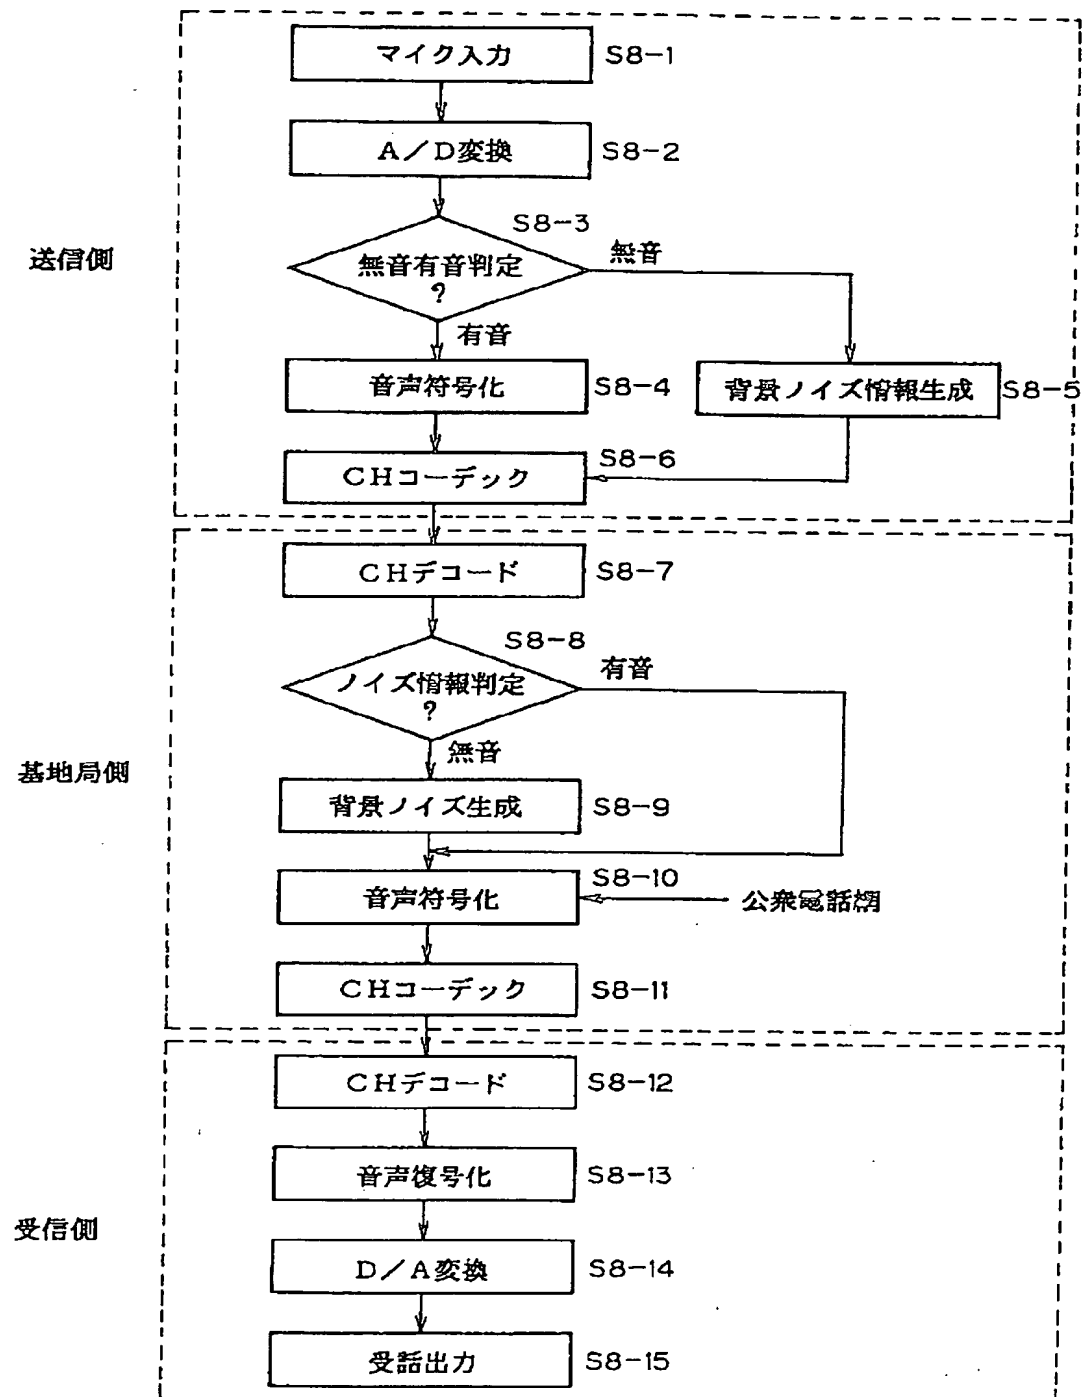 マイク入力 S8-1
A/D変換 S8-2
S8-3
送信側
無音有音判定
?
無音
有音
音声符号化 S8-4
背景ノイズ情報生成 S8-5
CHコーデック S8-6
CHデコード S8-7
S8-8
ノイズ情報判定
?
有音
無音
基地局側
背景ノイズ生成 S8-9
音声符号化 S8-10
公衆電話網
CHコーデック S8-11
CHデコード S8-12
音声復号化 S8-13
受信側
D/A変換 S8-14
受話出力 S8-15